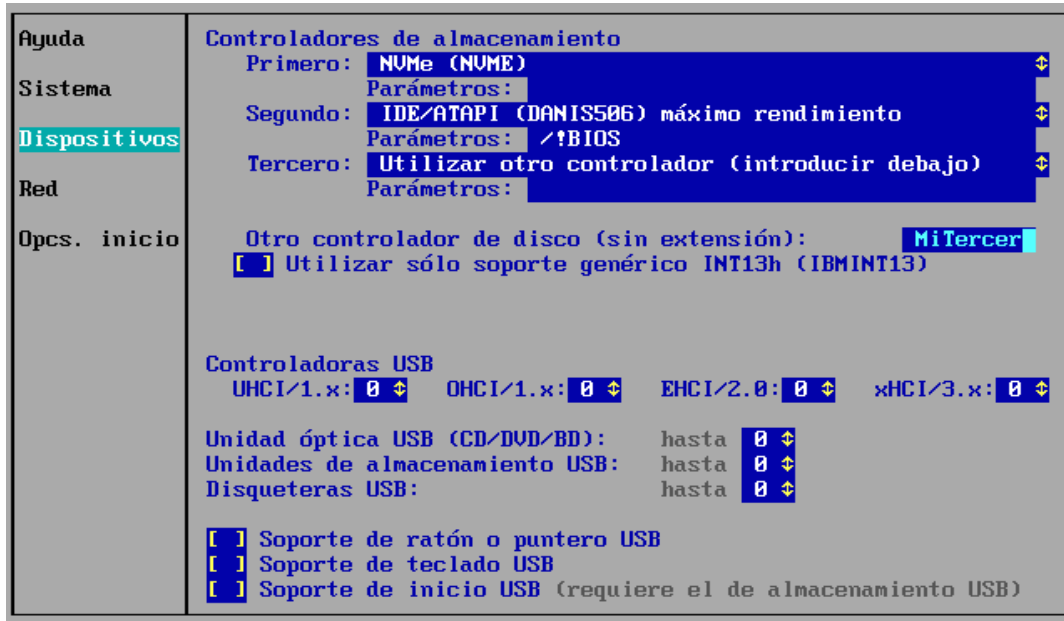 Ayuda
Sistema
Dispositivos
Red
Opcs. inicio
Controladores de almacenamiento
Primero: NVMe (NVME)
Parámetros:
Segundo: IDE/ATAPI (DANIS506) máximo rendimiento
Parámetros: /!BIOS
Tercero: Utilizar otro controlador (introducir debajo)
Parámetros:
Otro controlador de disco (sin extensión): MiTercer
[ ] Utilizar sólo soporte genérico INT13h (IBMINT13)
Controladoras USB
UHCI/1.x: 0 OHCI/1.x: 0 EHCI/2.0: 0 xHCI/3.x: 0
Unidad óptica USB (CD/DVD/BD): hasta 0
Unidades de almacenamiento USB: hasta 0
Disqueteras USB: hasta 0
[ ] Soporte de ratón o puntero USB
[ ] Soporte de teclado USB
[ ] Soporte de inicio USB (requiere el de almacenamiento USB)